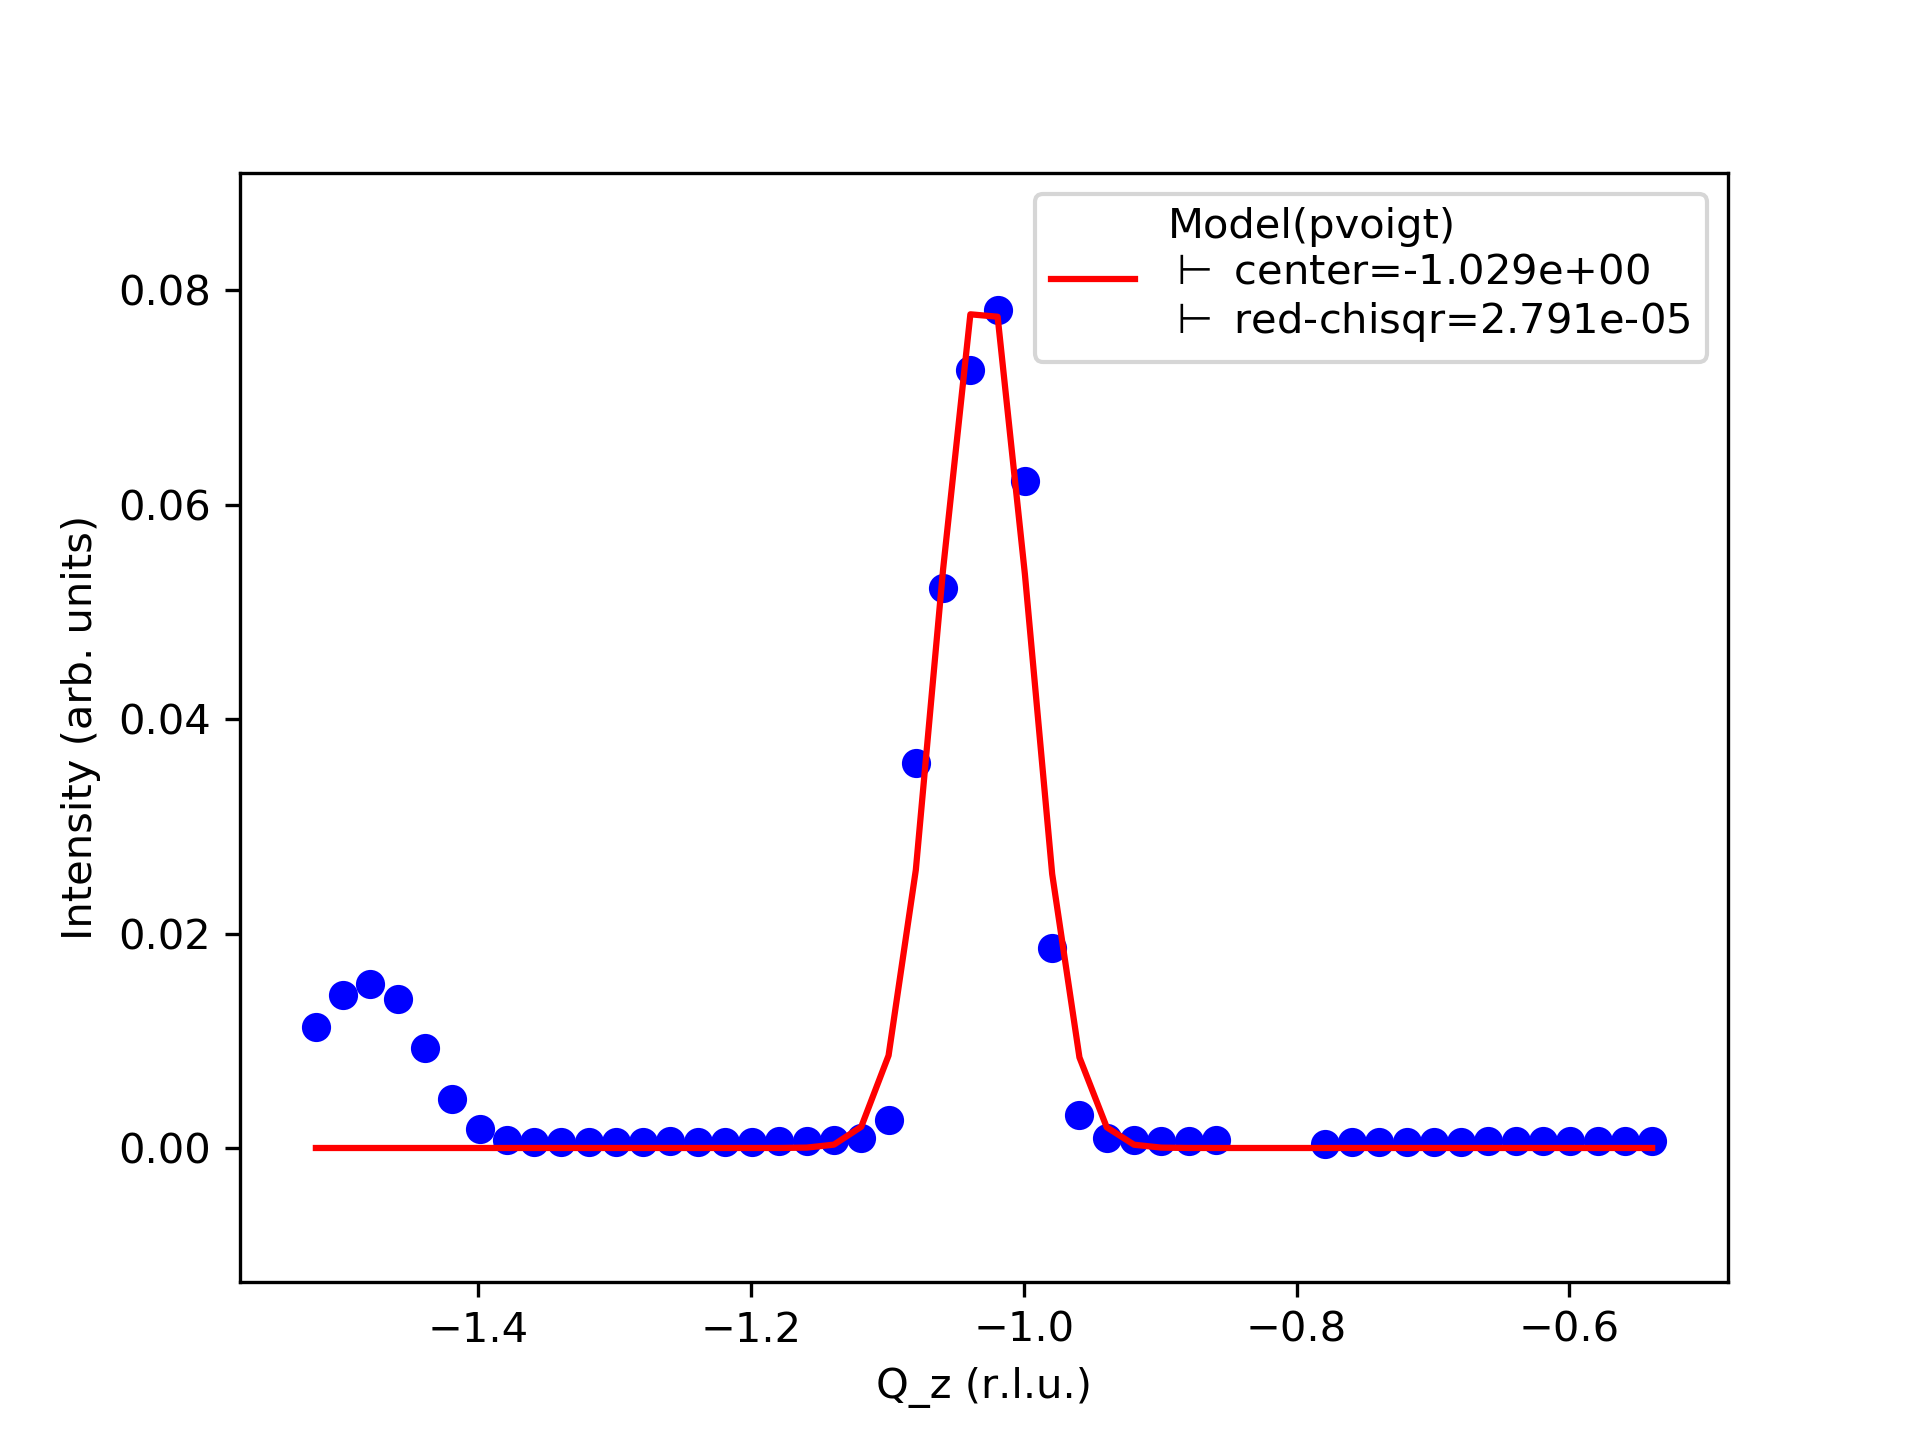 Model(pvoigt)
⊢ center=-1.029e+00
⊢ red-chisqr=2.791e-05
0.08
0.06
0.04
0.02
0.00
Intensity (arb. units)
−1.4 −1.2 −1.0 −0.8 −0.6
Q_z (r.l.u.)